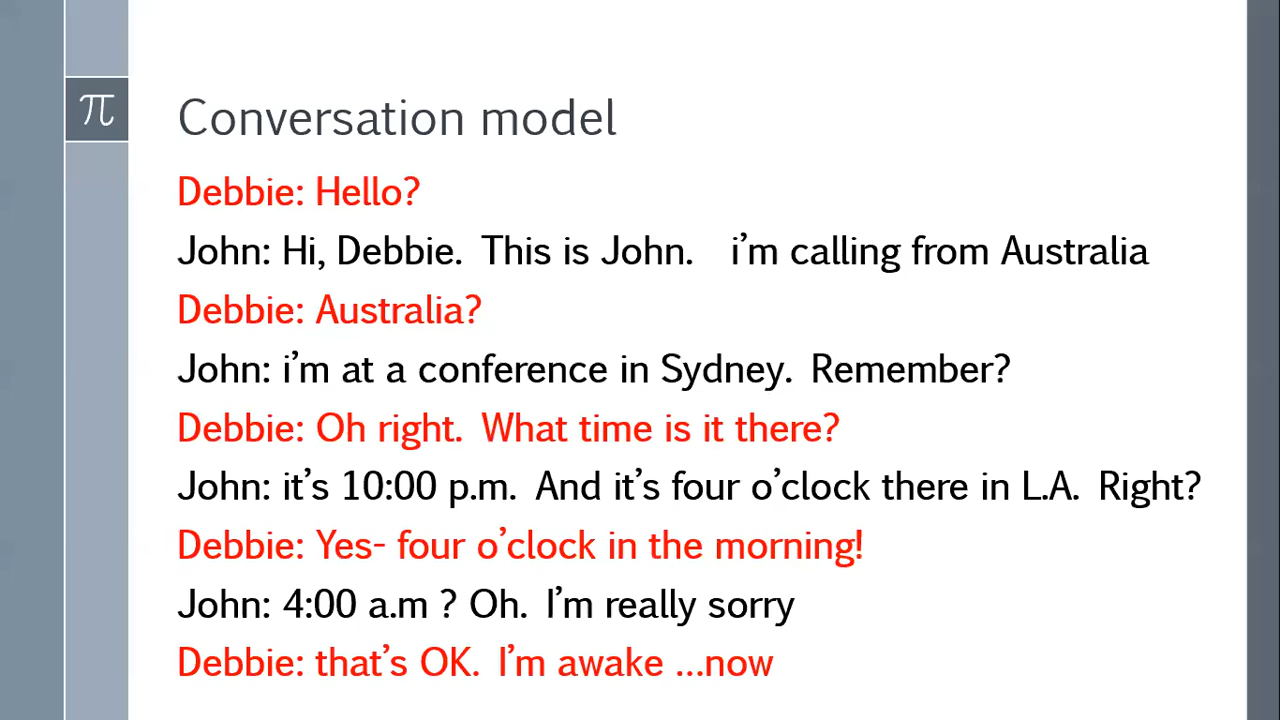 π
Conversation model
Debbie: Hello?
John: Hi, Debbie. This is John. i’m calling from Australia
Debbie: Australia?
John: i’m at a conference in Sydney. Remember?
Debbie: Oh right. What time is it there?
John: it’s 10:00 p.m. And it’s four o’clock there in L.A. Right?
Debbie: Yes- four o’clock in the morning!
John: 4:00 a.m ? Oh. I’m really sorry
Debbie: that’s OK. I’m awake ...now